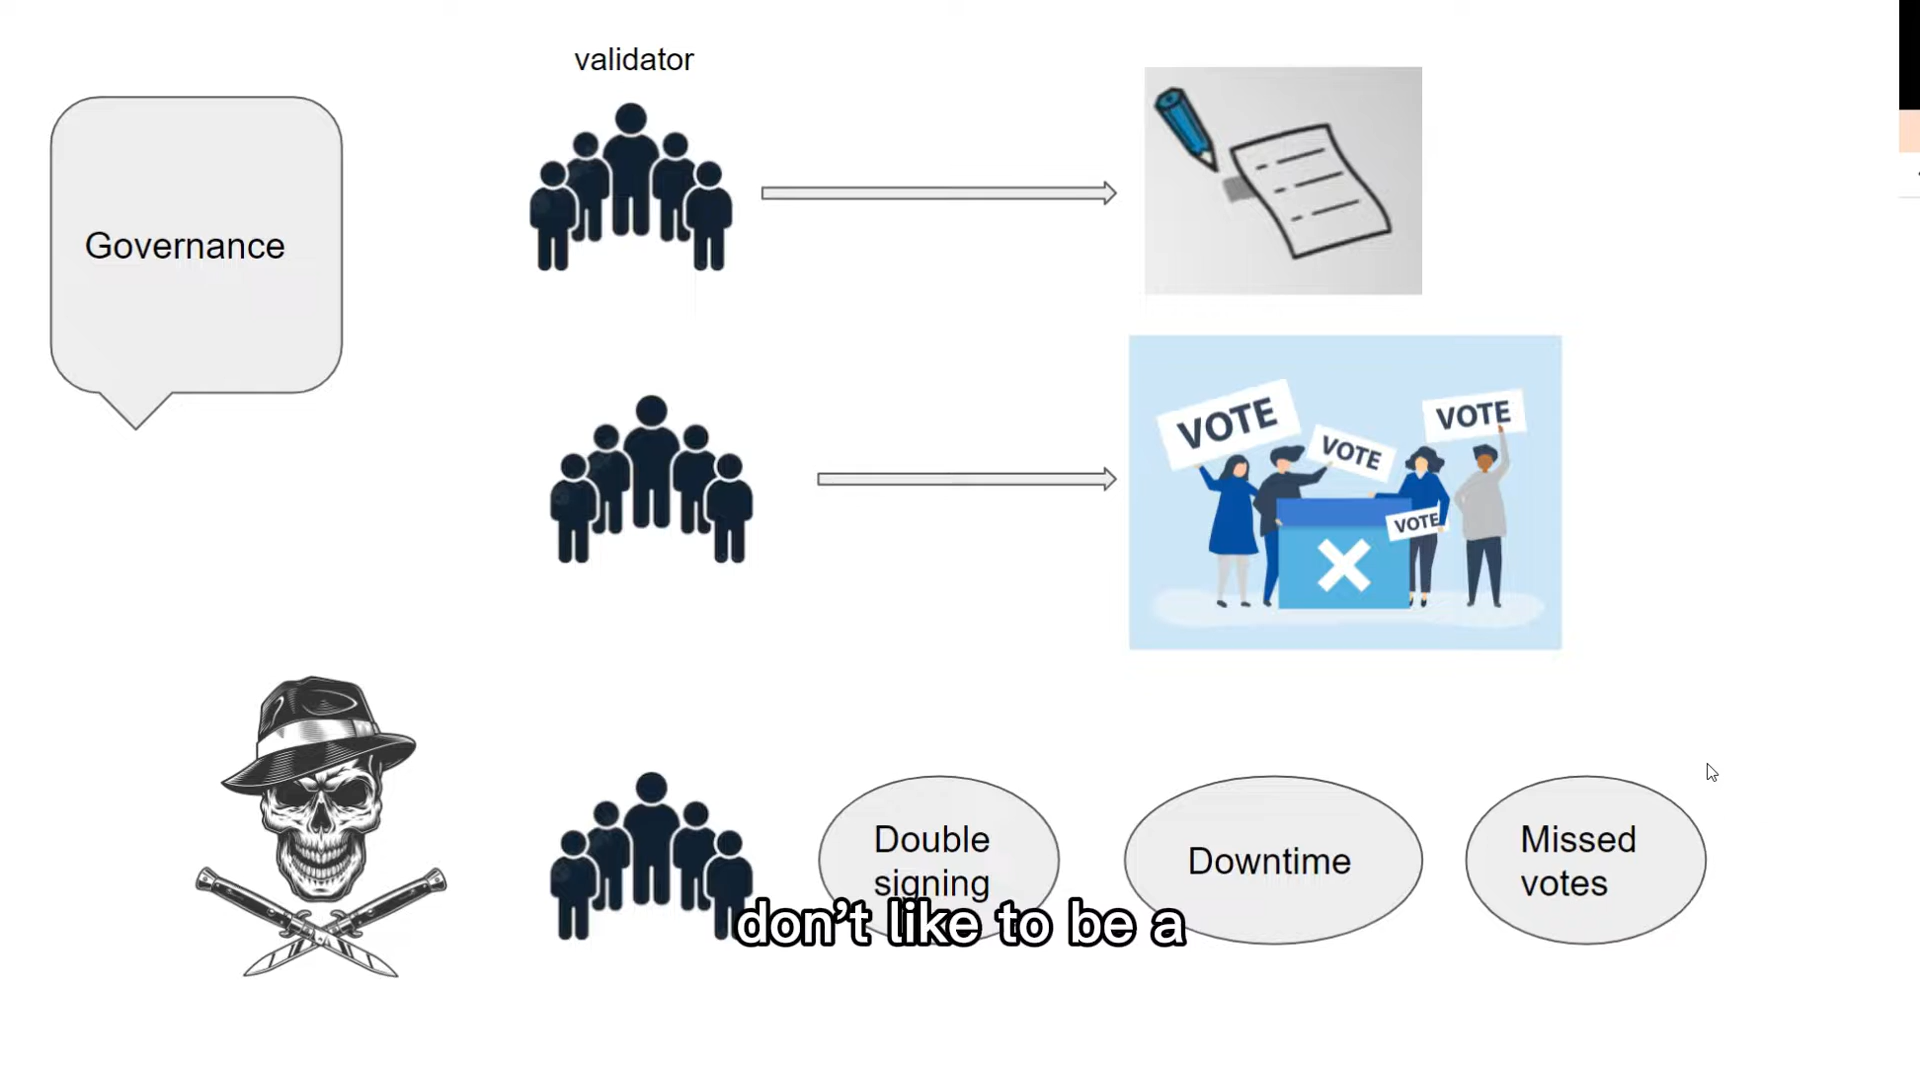 validator
Governance
VOTE
VOTE
VOTE
VOTE
Double
signing
Downtime
Missed
votes
don't like to be a